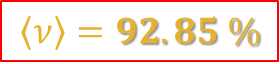 ⟨ν⟩ = 92.85 %